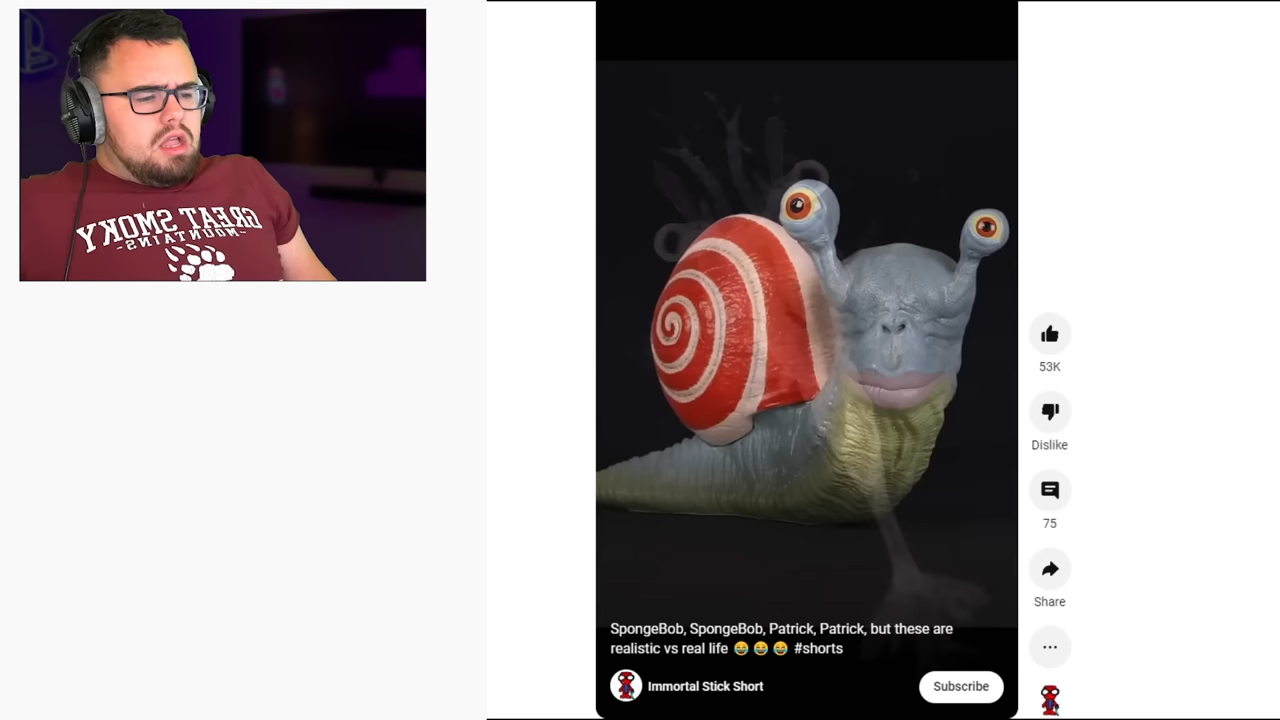 GREAT SMOKY
-MOUNTAINS-
53K
Dislike
75
Share
SpongeBob, SpongeBob, Patrick, Patrick, but these are
realistic vs real life 😂 😂 😂 #shorts
Immortal Stick Short
Subscribe